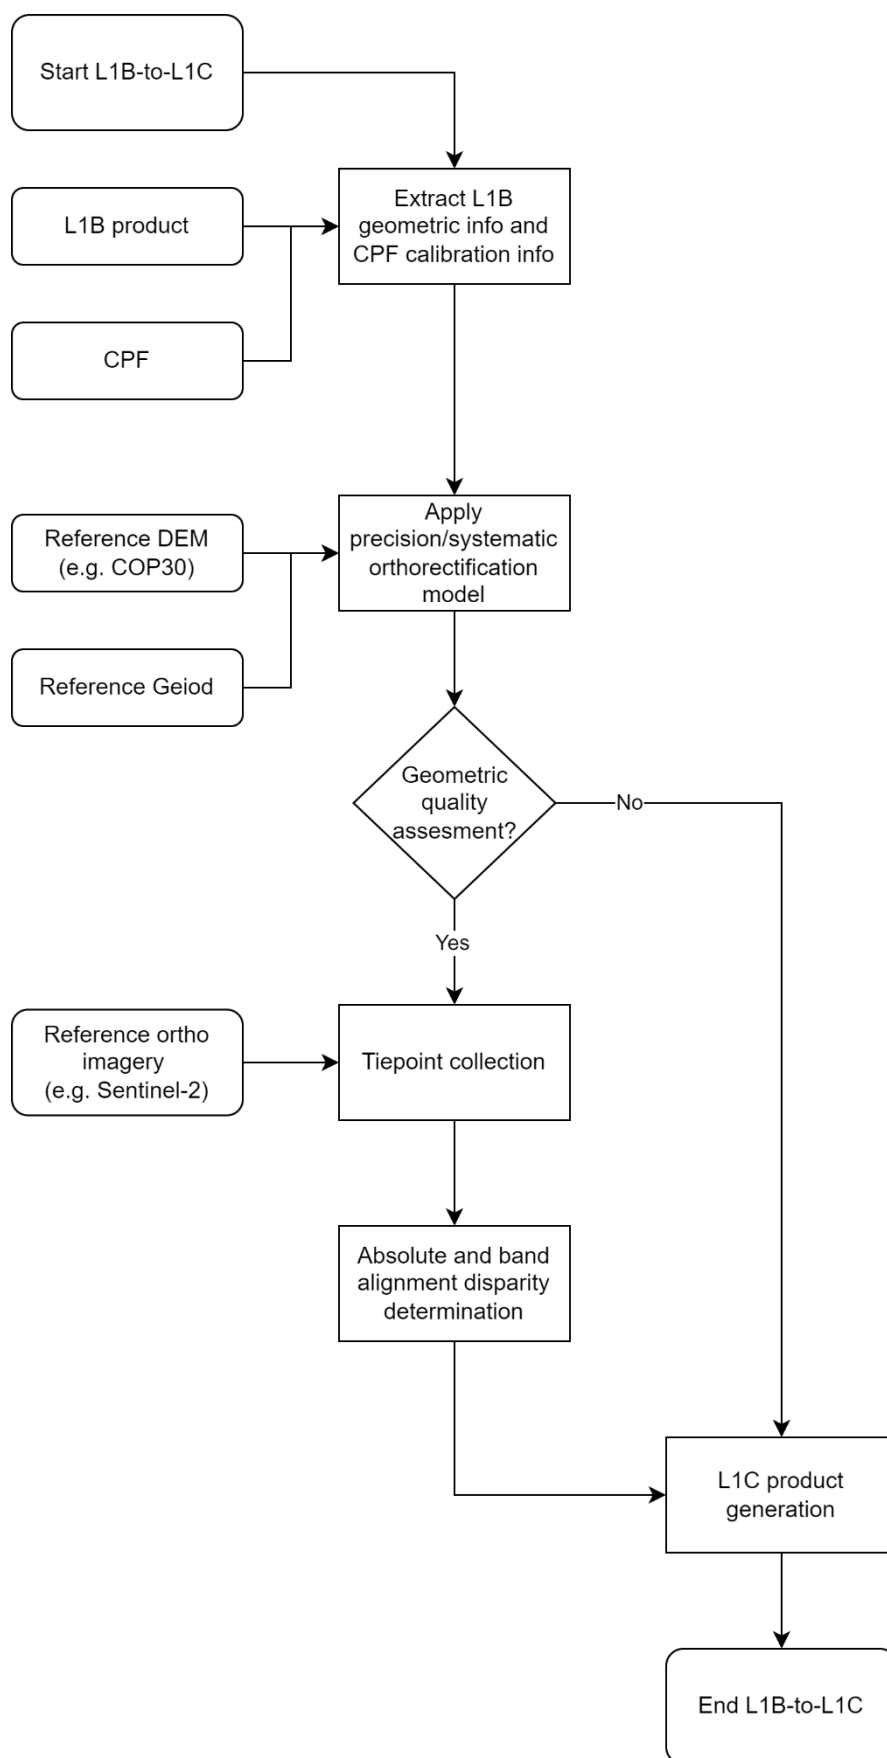 Start L1B-to-L1C
L1B product
Extract L1B
geometric info and
CPF calibration info
CPF
Reference DEM
(e.g. COP30)
Apply
precision/systematic
orthorectification
model
Reference Geiod
Geometric
quality
assesment?
No
Yes
Reference ortho
imagery
(e.g. Sentinel-2)
Tiepoint collection
Absolute and band
alignment disparity
determination
L1C product
generation
End L1B-to-L1C